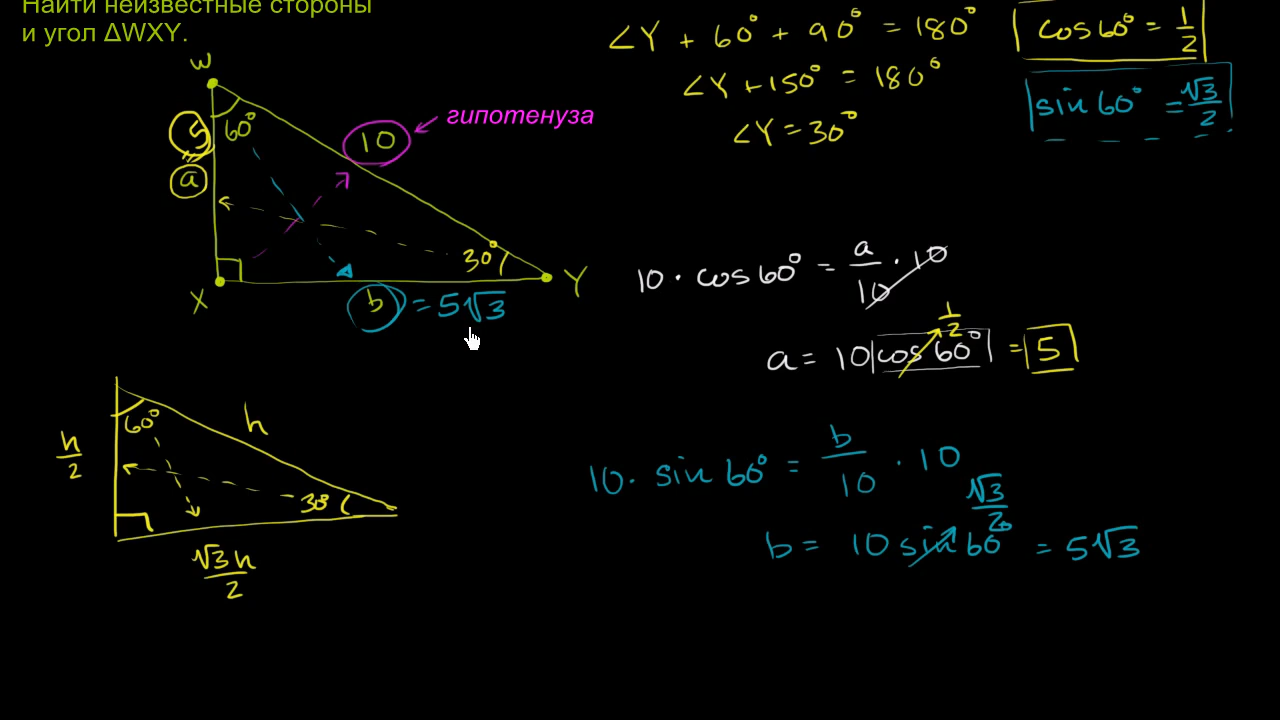 Найти неизвестные стороны
и угол ΔWXY.
W
60°
5
a
10
гипотенуза
30°
X
Y
b = 5√3
∠Y + 60° + 90° = 180°
∠Y + 150° = 180°
∠Y = 30°
cos 60° = 1/2
sin 60° = √3/2
10 · cos 60° = a/10 · 10
1/2
a = 10 cos 60° = 5
10 · sin 60° = b/10 · 10
√3/2
b = 10 sin 60° = 5√3
60°
h
h/2
30°
√3h/2